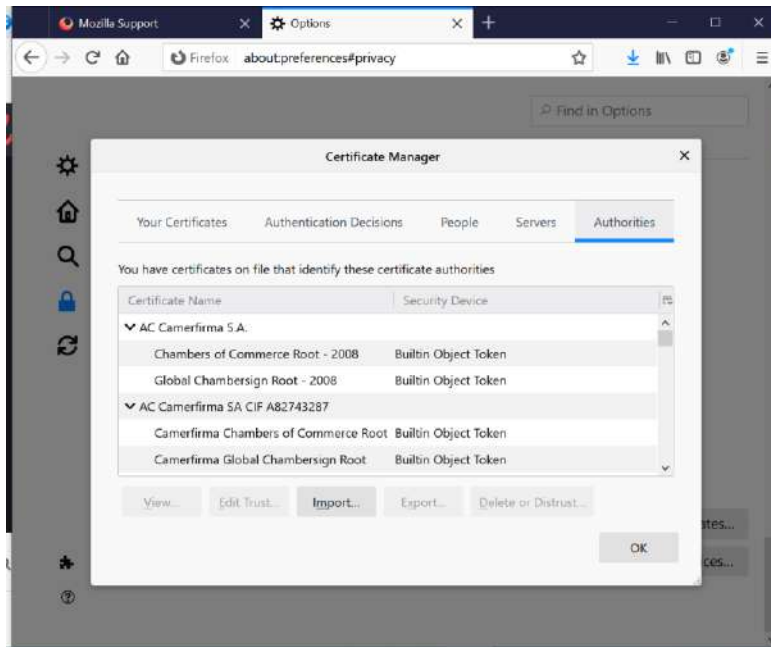 Mozilla Support
Options
Firefox about:preferences#privacy
Find in Options
Certificate Manager
Your Certificates Authentication Decisions People Servers Authorities
You have certificates on file that identify these certificate authorities
Certificate Name Security Device
AC Camerfirma S.A.
Chambers of Commerce Root - 2008 Builtin Object Token
Global Chambersign Root - 2008 Builtin Object Token
AC Camerfirma SA CIF A82743287
Camerfirma Chambers of Commerce Root Builtin Object Token
Camerfirma Global Chambersign Root Builtin Object Token
View... Edit Trust... Import... Export... Delete or Distrust...
OK